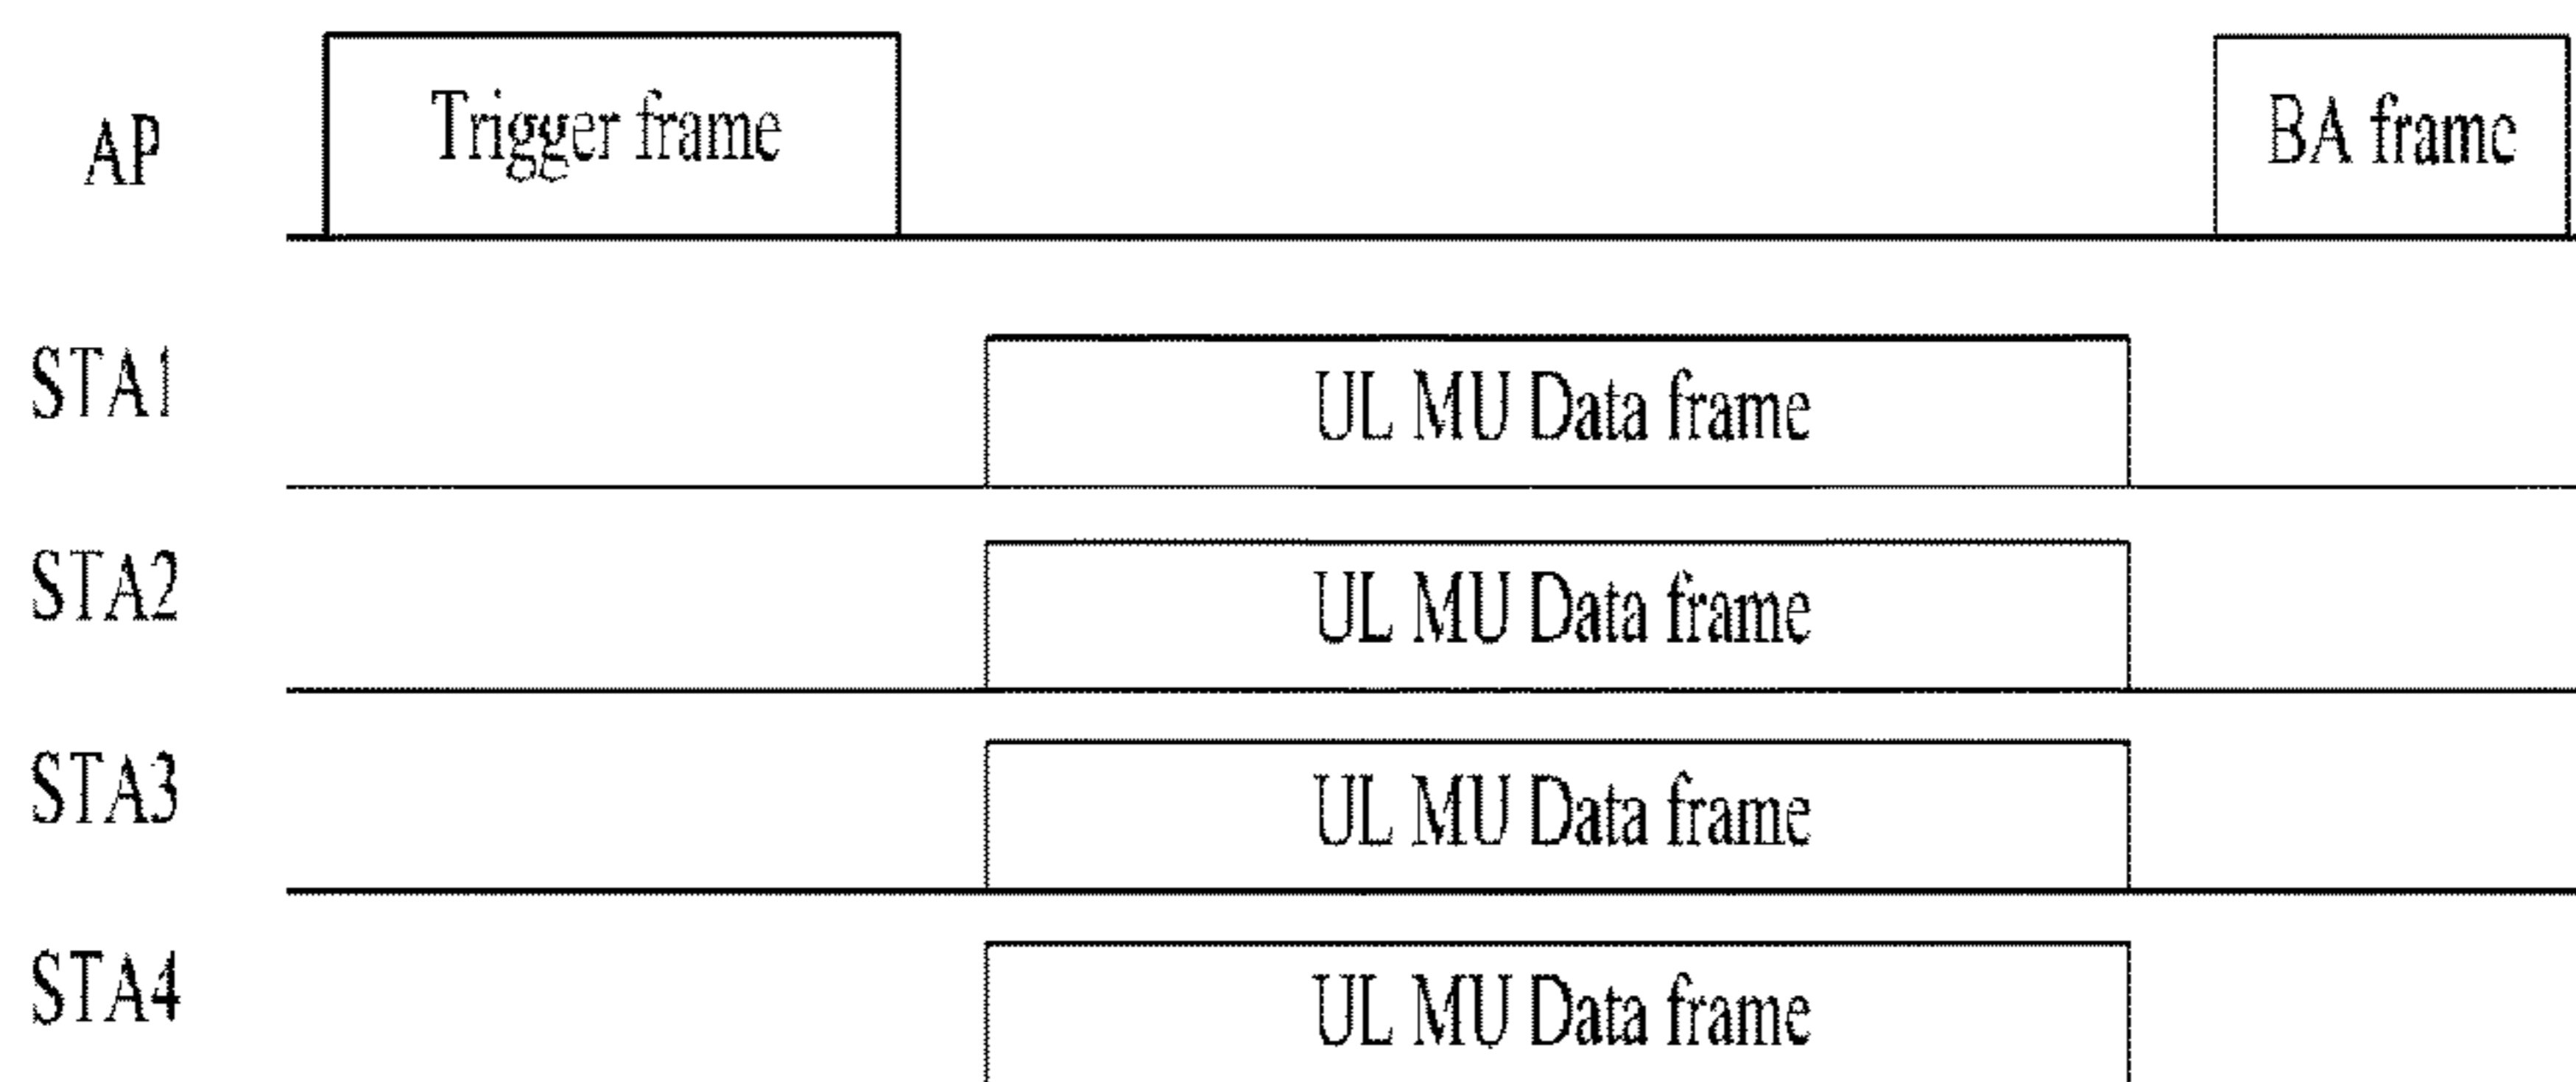 AP
Trigger frame
BA frame
STA1
UL MU Data frame
STA2
UL MU Data frame
STA3
UL MU Data frame
STA4
UL MU Data frame